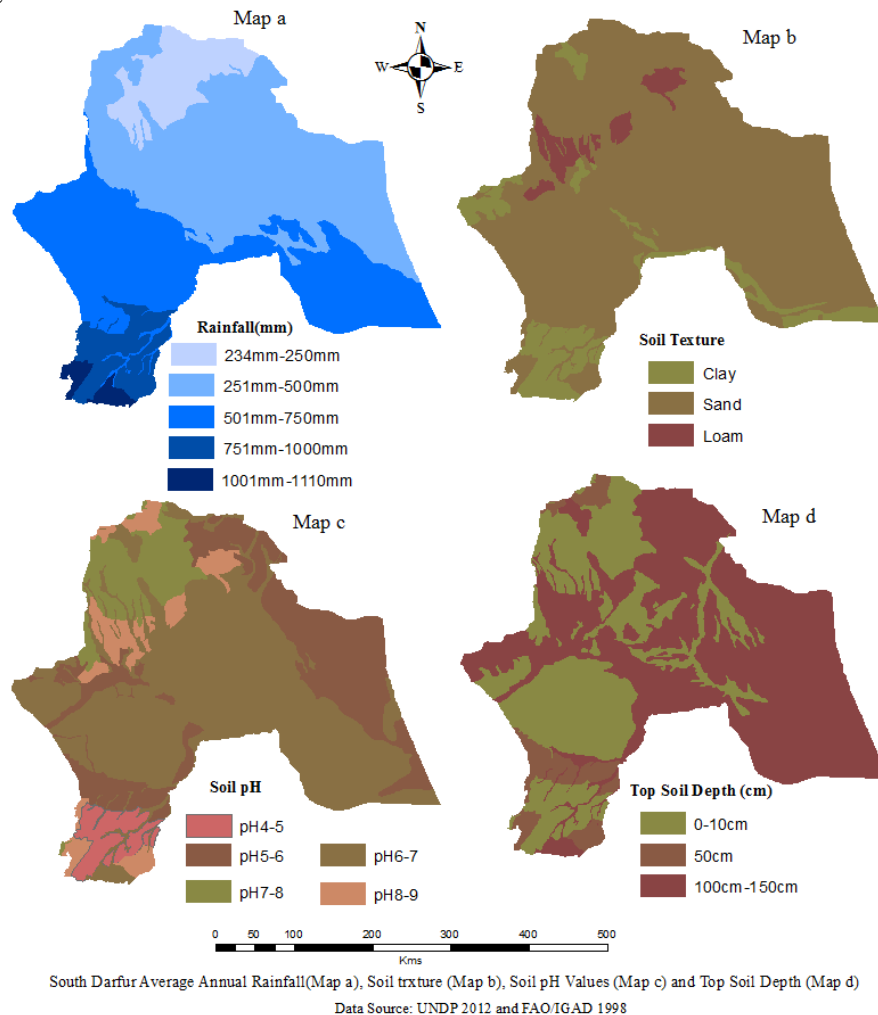 Map a
N
W E
S
Map b
Rainfall(mm)
234mm-250mm
251mm-500mm
501mm-750mm
751mm-1000mm
1001mm-1110mm
Soil Texture
Clay
Sand
Loam
Map c
Map d
Soil pH
pH4-5
pH5-6
pH6-7
pH7-8
pH8-9
Top Soil Depth (cm)
0-10cm
50cm
100cm-150cm
0 50 100 200 300 400 500
Kms
South Darfur Average Annual Rainfall(Map a), Soil trxture (Map b), Soil pH Values (Map c) and Top Soil Depth (Map d)
Data Source: UNDP 2012 and FAO/IGAD 1998